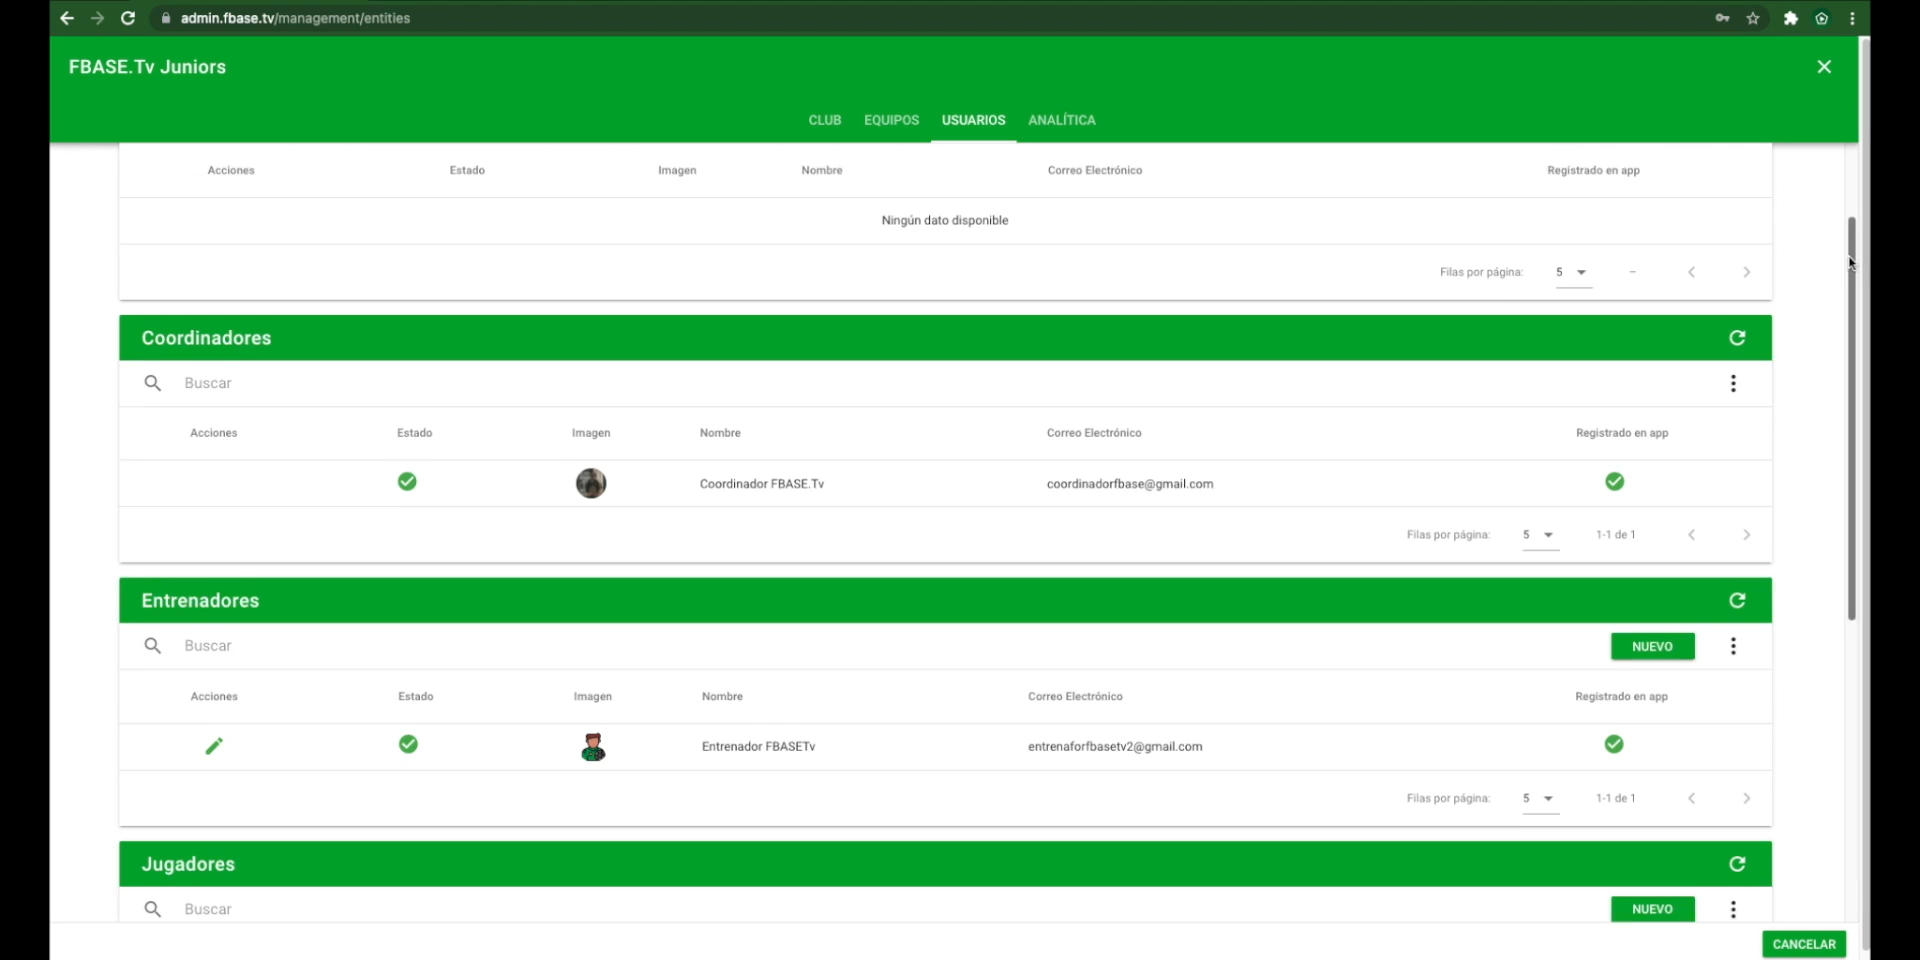 admin.fbase.tv/management/entities
FBASE.Tv Juniors
CLUB EQUIPOS USUARIOS ANALÍTICA
Acciones Estado Imagen Nombre Correo Electrónico Registrado en app
Ningún dato disponible
Filas por página: 5 –
Coordinadores
Buscar
Acciones Estado Imagen Nombre Correo Electrónico Registrado en app
Coordinador FBASE.Tv coordinadorfbase@gmail.com
Filas por página: 5 1-1 de 1
Entrenadores
Buscar NUEVO
Acciones Estado Imagen Nombre Correo Electrónico Registrado en app
Entrenador FBASETv entrenaforfbasetv2@gmail.com
Filas por página: 5 1-1 de 1
Jugadores
Buscar NUEVO
CANCELAR